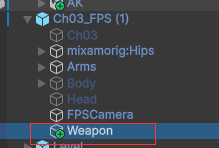 AK
Ch03_FPS (1)
Ch03
mixamorig:Hips
Arms
Body
Head
FPSCamera
Weapon
Level